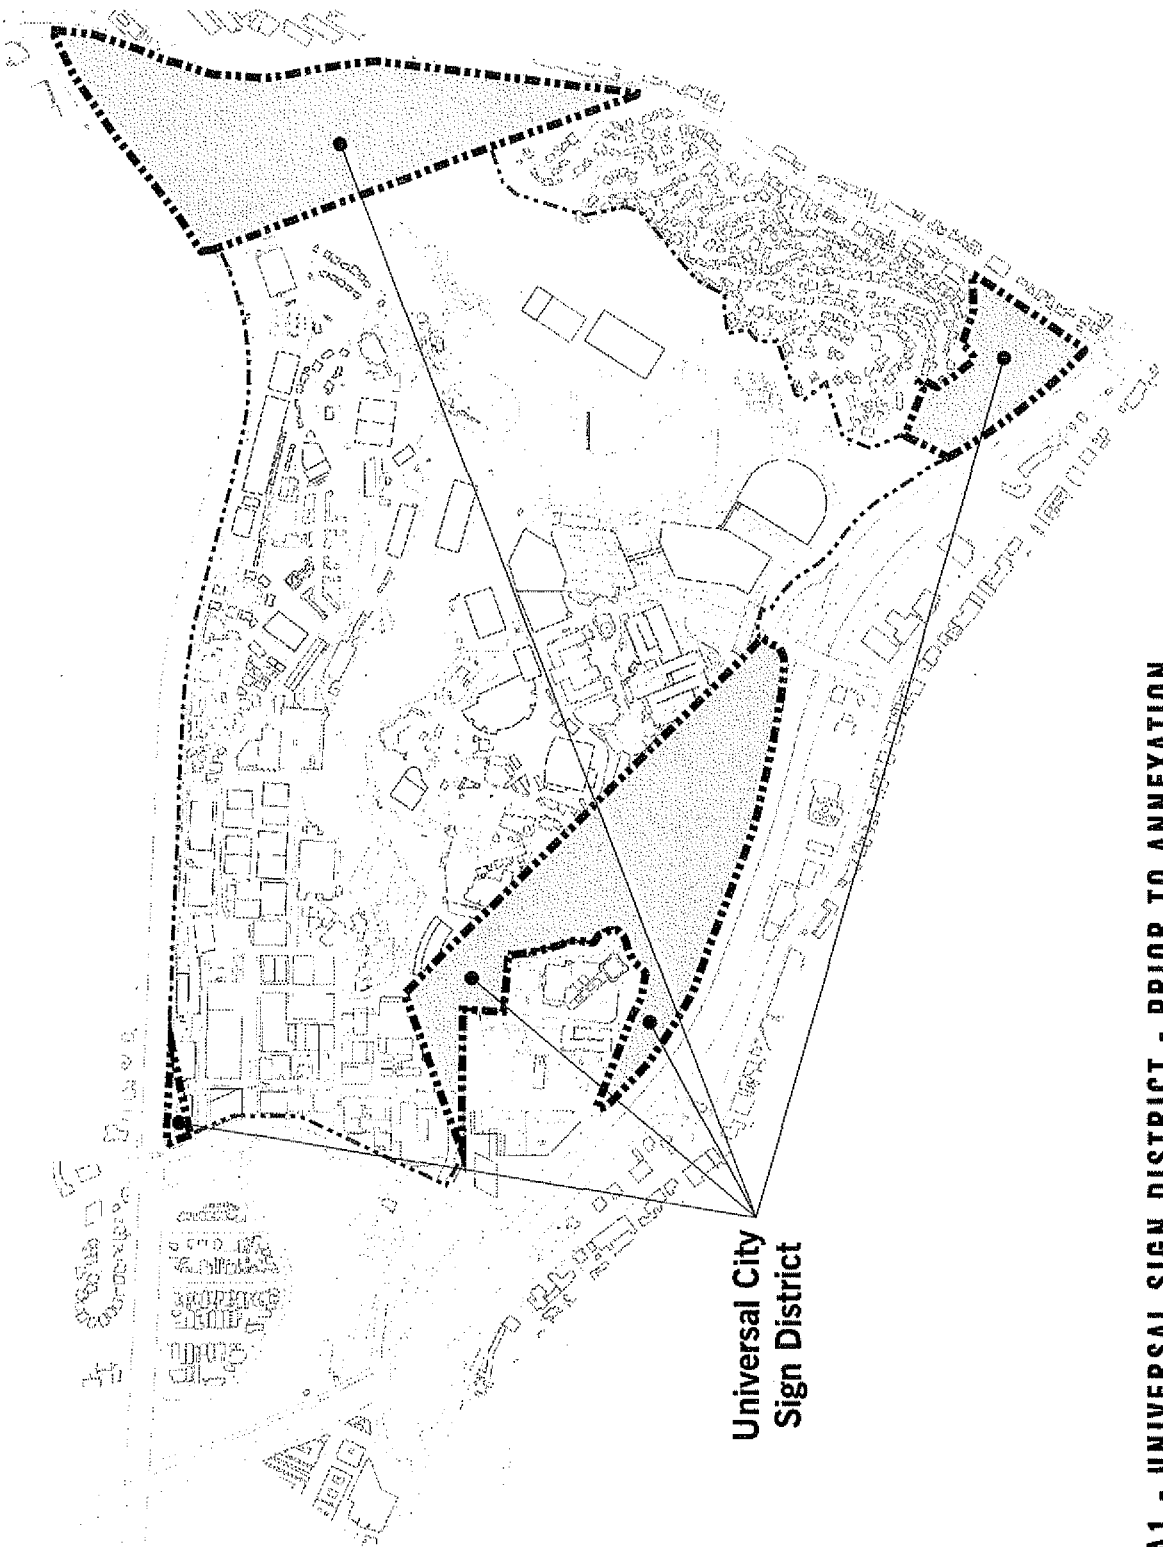 Universal City
Sign District
A1 - UNIVERSAL SIGN DISTRICT - PRIOR TO ANNEXATION